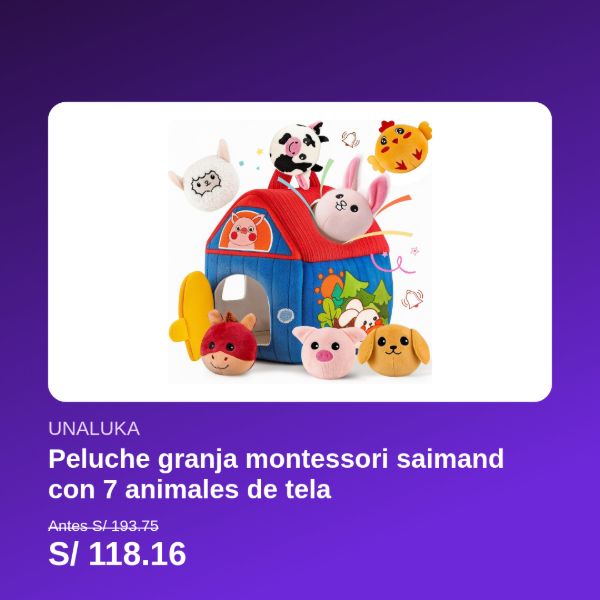 UNALUKA
Peluche granja montessori saimand
con 7 animales de tela
Antes S/ 193.75
S/ 118.16